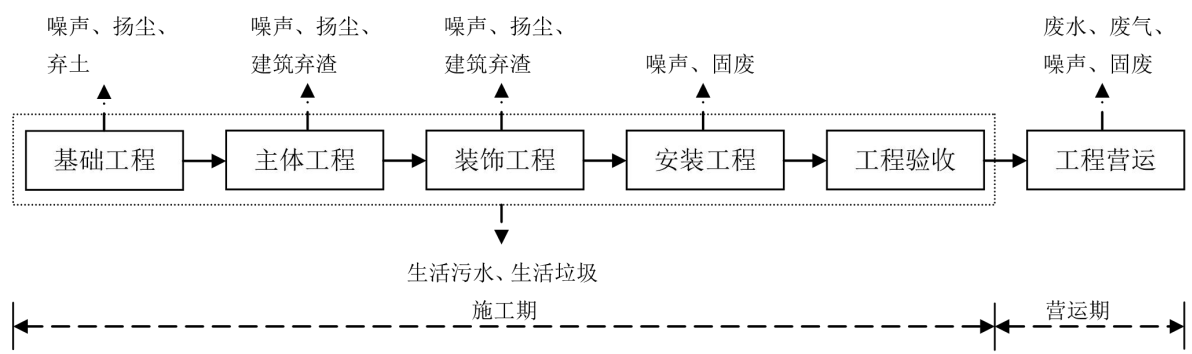 噪声、扬尘、
弃土
噪声、扬尘、
建筑弃渣
噪声、扬尘、
建筑弃渣
噪声、固废
废水、废气、
噪声、固废
基础工程
主体工程
装饰工程
安装工程
工程验收
工程营运
生活污水、生活垃圾
施工期
营运期